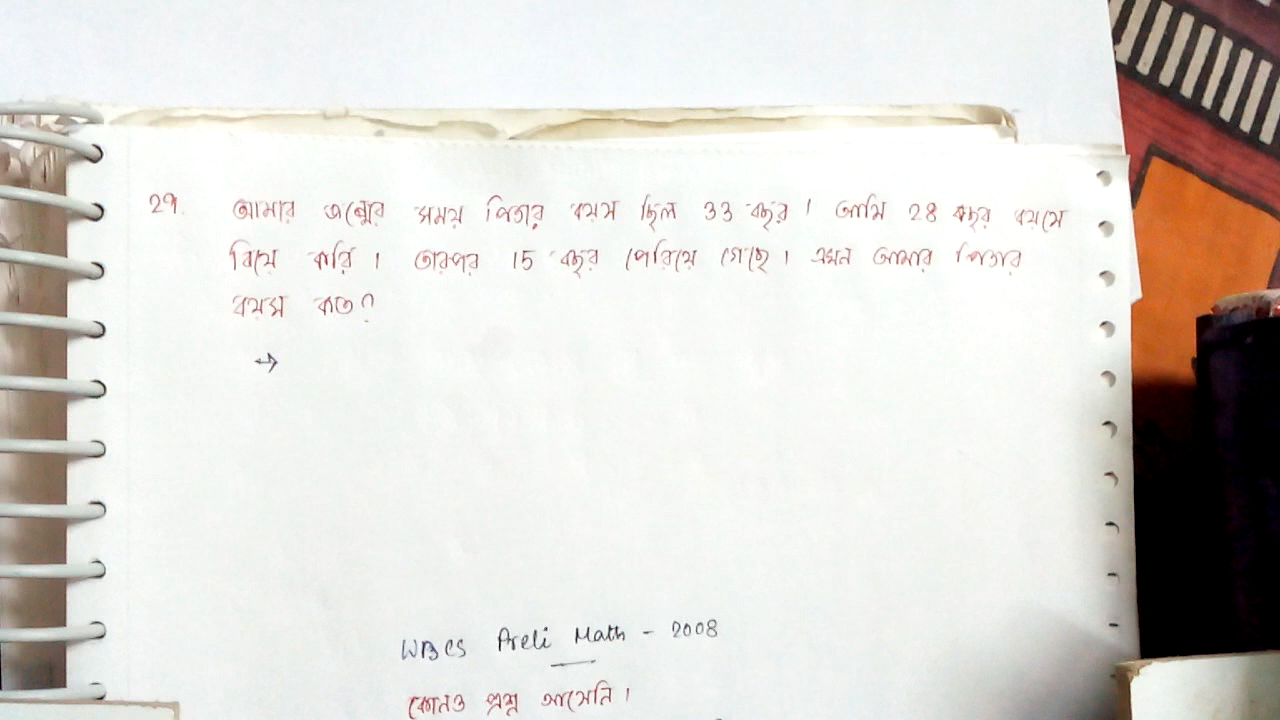 29. আমার জন্মের সময় পিতার বয়স ছিল 33 বছর। আমি 28 বছর বয়সে
বিয়ে করি। তারপর 15 বছর পেরিয়ে গেছে। এখন আমার পিতার
বয়স কত?
→
WBCS Preli Math - 2008
কোনও প্রশ্ন আসেনি।